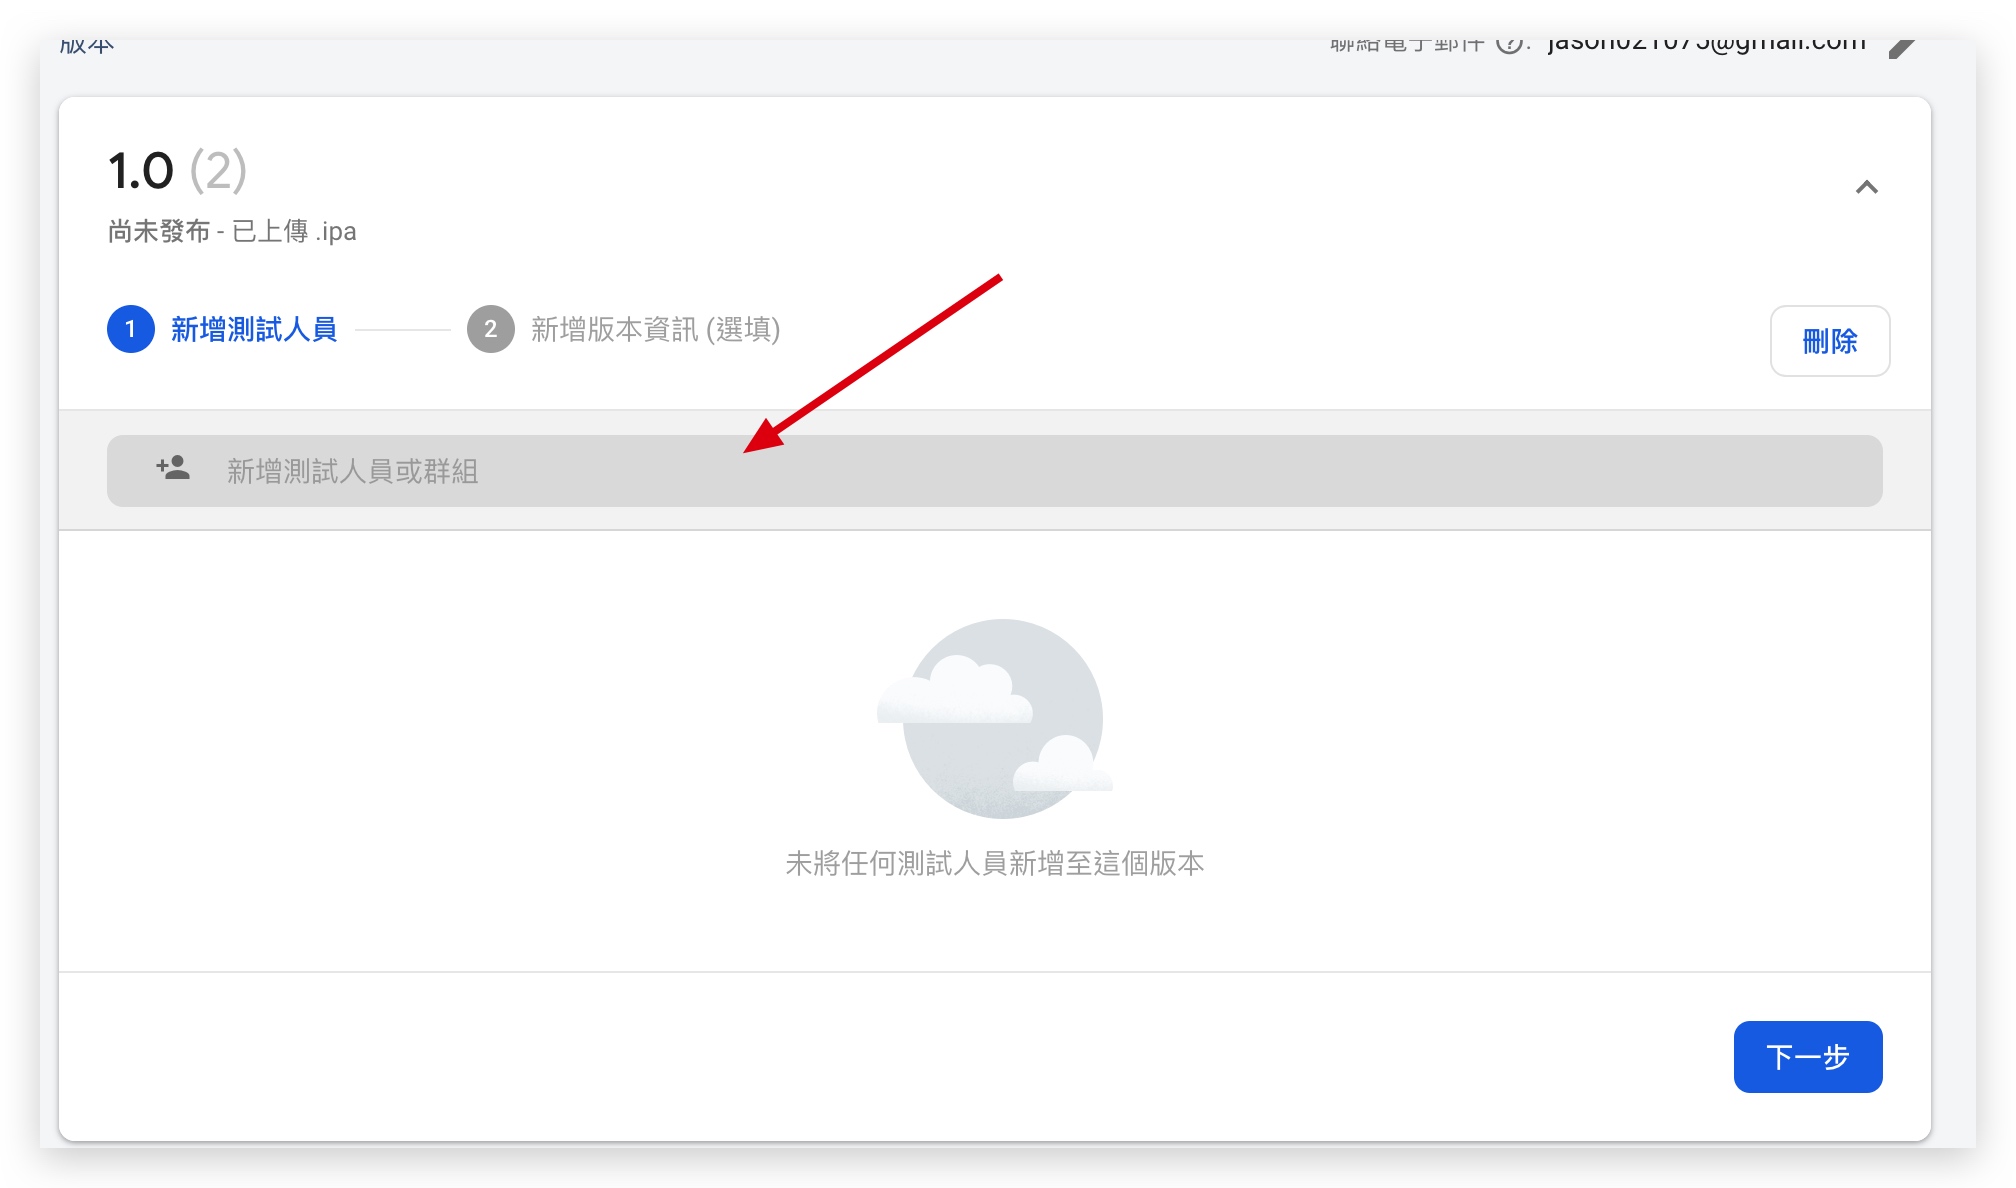 版本
聯絡電子郵件 ?: jason021075@gmail.com
1.0 (2)
尚未發布 - 已上傳 .ipa
1 新增測試人員
2 新增版本資訊 (選填)
刪除
新增測試人員或群組
未將任何測試人員新增至這個版本
下一步